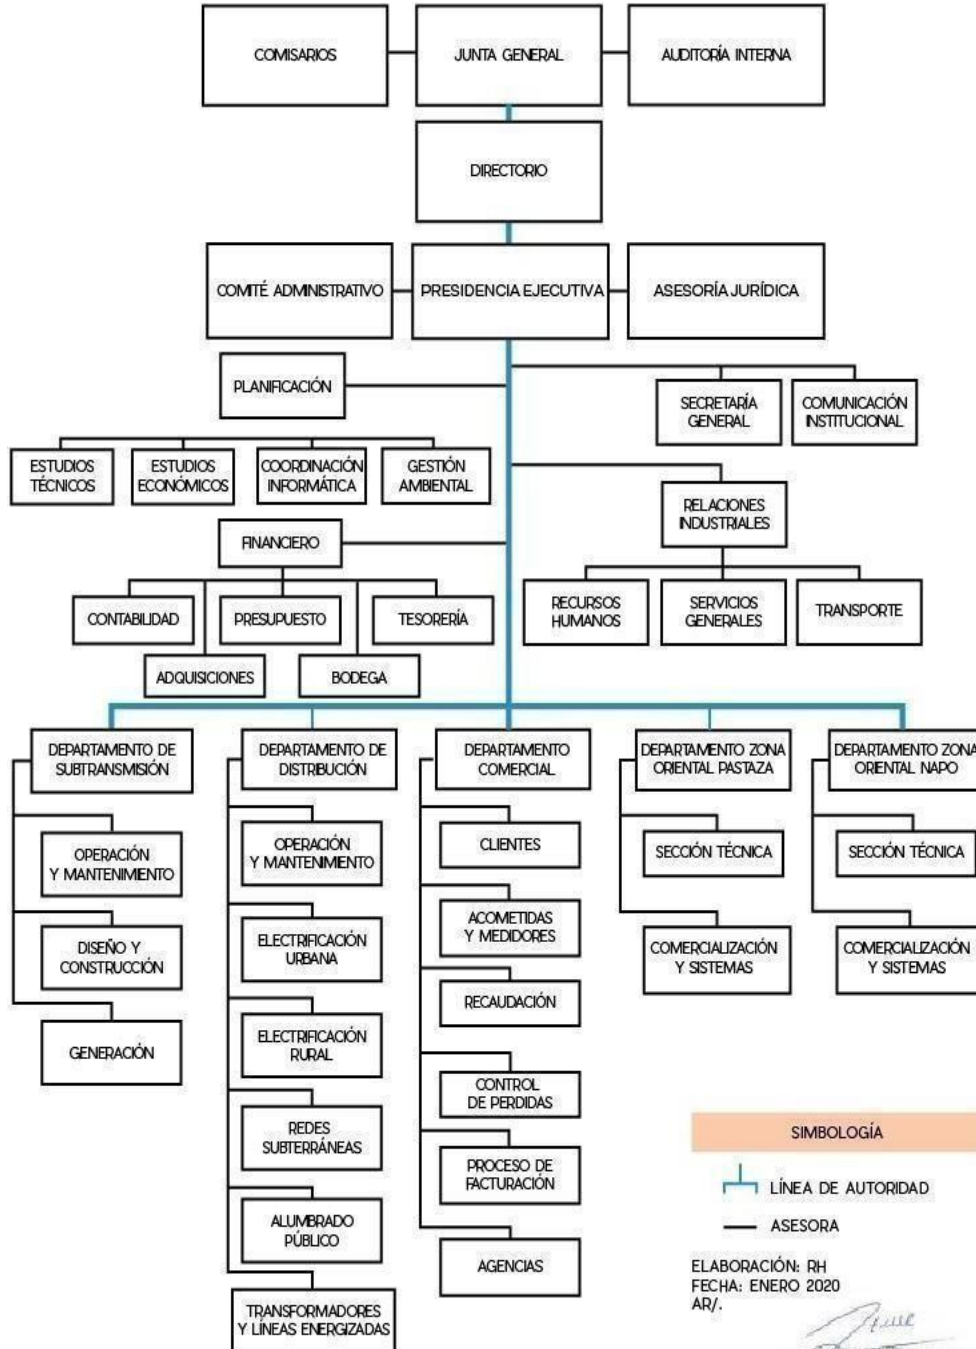 COMISARIOS
JUNTA GENERAL
AUDITORÍA INTERNA
DIRECTORIO
COMITÉ ADMINISTRATIVO
PRESIDENCIA EJECUTIVA
ASESORÍA JURÍDICA
PLANIFICACIÓN
SECRETARÍA
GENERAL
COMUNICACIÓN
INSTITUCIONAL
ESTUDIOS
TÉCNICOS
ESTUDIOS
ECONÓMICOS
COORDINACIÓN
INFORMÁTICA
GESTIÓN
AMBIENTAL
RELACIONES
INDUSTRIALES
FINANCIERO
CONTABILIDAD
PRESUPUESTO
TESORERÍA
ADQUISICIONES
BODEGA
RECURSOS
HUMANOS
SERVICIOS
GENERALES
TRANSPORTE
DEPARTAMENTO DE
SUBTRANSMISIÓN
OPERACIÓN
Y MANTENIMIENTO
DISEÑO Y
CONSTRUCCIÓN
GENERACIÓN
DEPARTAMENTO DE
DISTRIBUCIÓN
OPERACIÓN
Y MANTENIMIENTO
ELECTRIFICACIÓN
URBANA
ELECTRIFICACIÓN
RURAL
REDES
SUBTERRÁNEAS
ALUMBRADO
PÚBLICO
TRANSFORMADORES
Y LÍNEAS ENERGIZADAS
DEPARTAMENTO
COMERCIAL
CLIENTES
ACOMETIDAS
Y MEDIDORES
RECAUDACIÓN
CONTROL
DE PERDIDAS
PROCESO DE
FACTURACIÓN
AGENCIAS
DEPARTAMENTO ZONA
ORIENTAL PASTAZA
SECCIÓN TÉCNICA
COMERCIALIZACIÓN
Y SISTEMAS
DEPARTAMENTO ZONA
ORIENTAL NAPO
SECCIÓN TÉCNICA
COMERCIALIZACIÓN
Y SISTEMAS
SIMBOLOGÍA
LÍNEA DE AUTORIDAD
ASESORA
ELABORACIÓN: RH
FECHA: ENERO 2020
AR/.